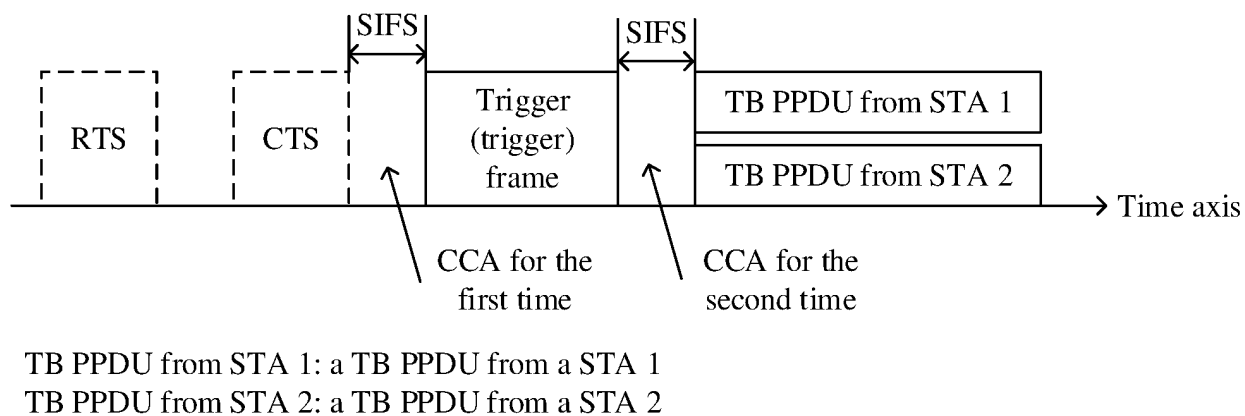 SIFS
SIFS
RTS
CTS
Trigger
(trigger)
frame
TB PPDU from STA 1
TB PPDU from STA 2
Time axis
CCA for the
first time
CCA for the
second time
TB PPDU from STA 1: a TB PPDU from a STA 1
TB PPDU from STA 2: a TB PPDU from a STA 2